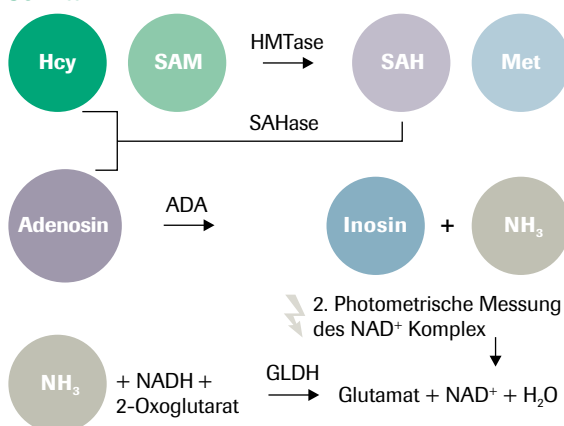 Hcy SAM HMTase SAH Met
SAHase
Adenosin ADA Inosin + NH₃
2. Photometrische Messung
des NAD⁺ Komplex
NH₃ + NADH +
2-Oxoglutarat GLDH Glutamat + NAD⁺ + H₂O